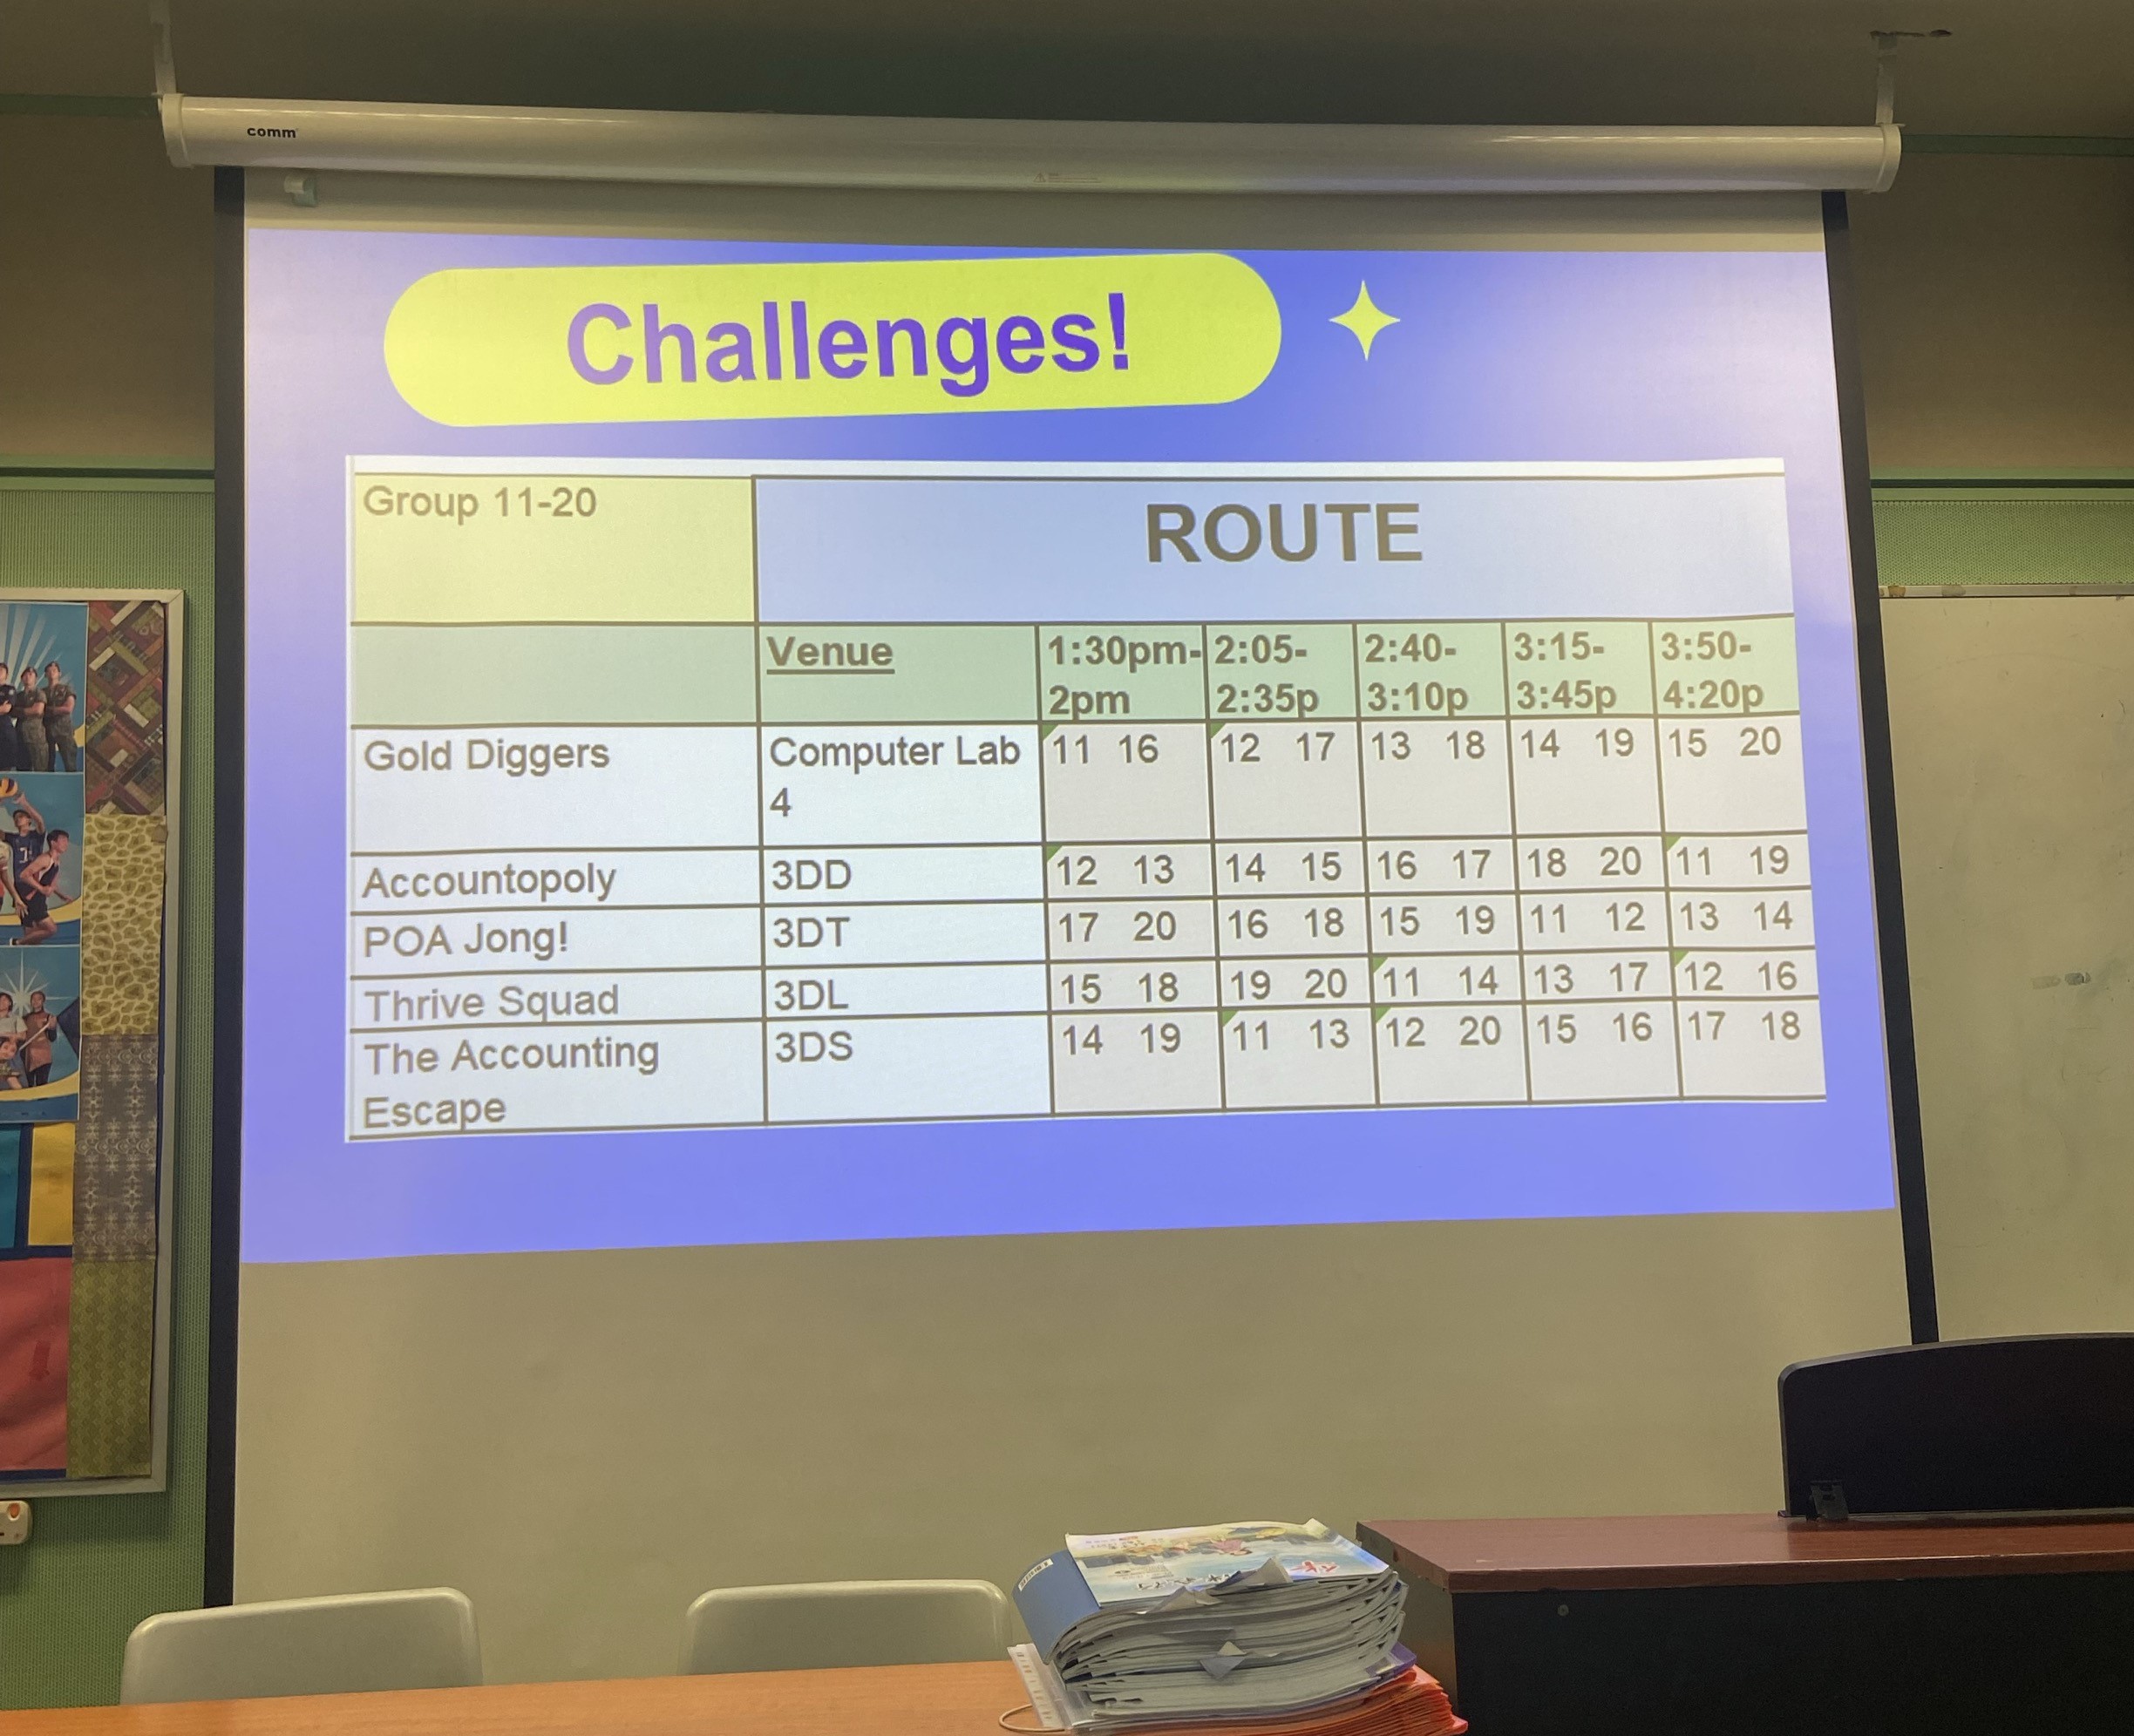 comm
Challenges!
Group 11-20
ROUTE
Venue 1:30pm- 2:05- 2:40- 3:15- 3:50-
2pm 2:35p 3:10p 3:45p 4:20p
Gold Diggers Computer Lab 11 16 12 17 13 18 14 19 15 20
4
Accountopoly 3DD 12 13 14 15 16 17 18 20 11 19
POA Jong! 3DT 17 20 16 18 15 19 11 12 13 14
Thrive Squad 3DL 15 18 19 20 11 14 13 17 12 16
The Accounting 3DS 14 19 11 13 12 20 15 16 17 18
Escape